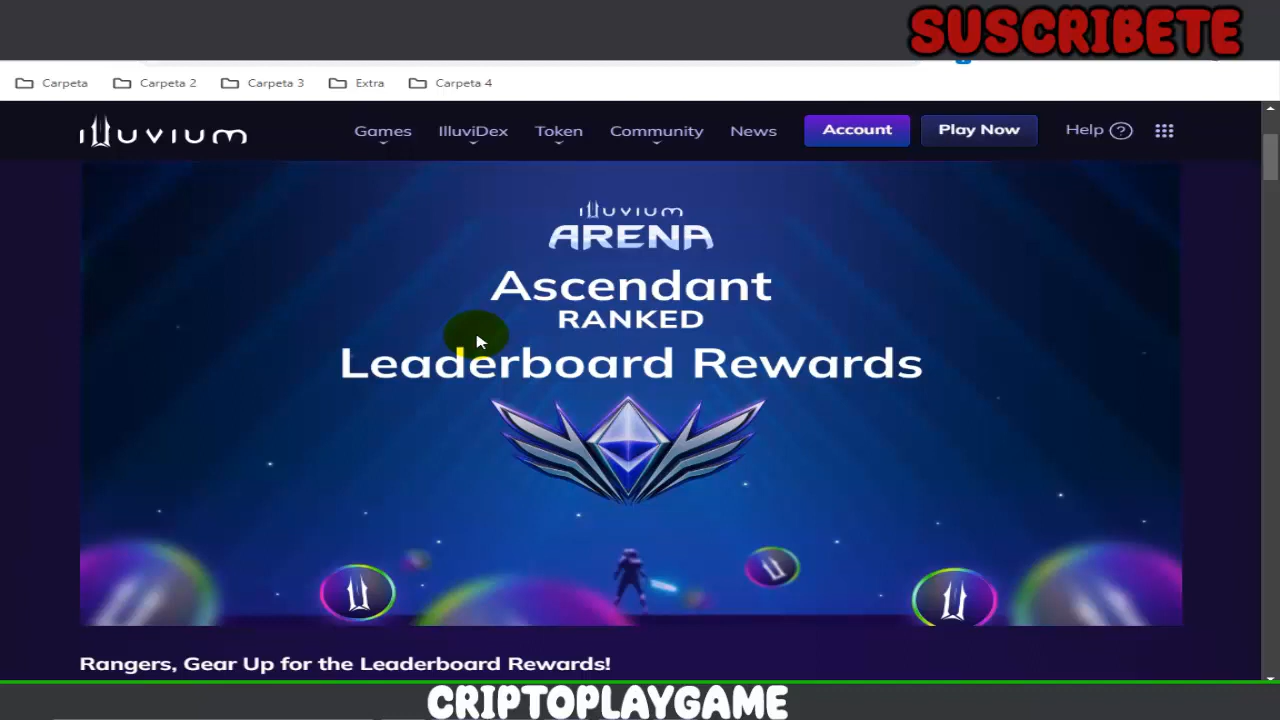 SUSCRIBETE
Carpeta Carpeta 2 Carpeta 3 Extra Carpeta 4
illuvium Games IlluviDex Token Community News Account Play Now Help ?
illuvium
ARENA
Ascendant
RANKED
Leaderboard Rewards
Rangers, Gear Up for the Leaderboard Rewards!
CRIPTOPLAYGAME